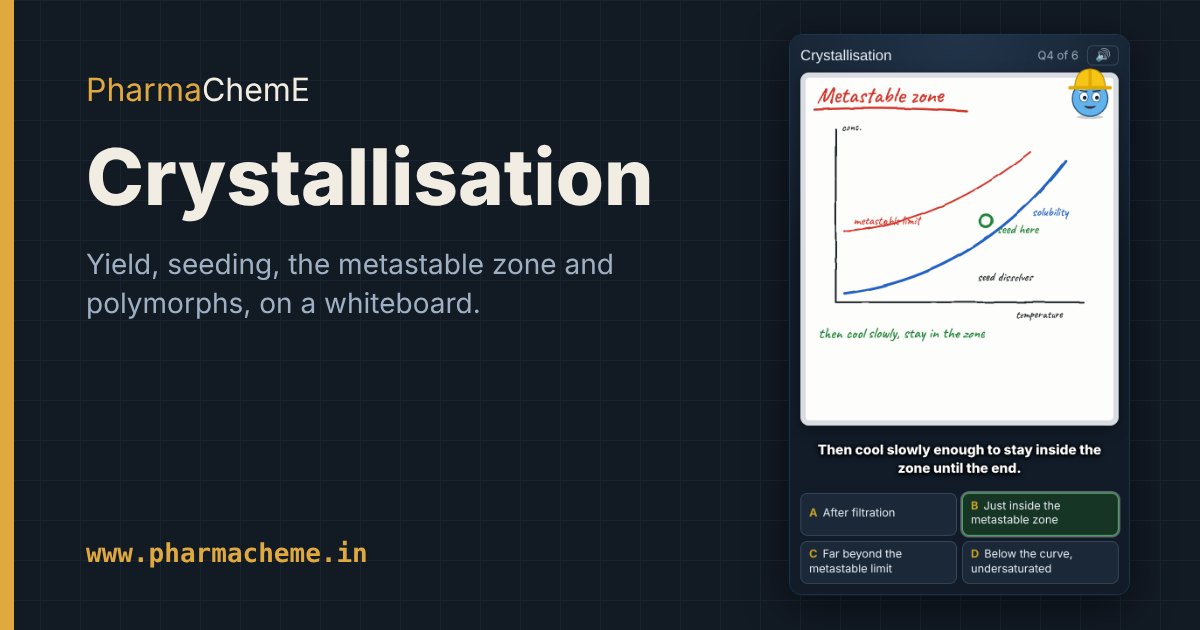 PharmaChemE
Crystallisation
Yield, seeding, the metastable zone and
polymorphs, on a whiteboard.
www.pharmacheme.in
Crystallisation
Q4 of 6
Metastable zone
conc.
metastable limit
solubility
seed here
seed dissolves
temperature
then cool slowly, stay in the zone
Then cool slowly enough to stay inside the
zone until the end.
A After filtration
B Just inside the
metastable zone
C Far beyond the
metastable limit
D Below the curve,
undersaturated